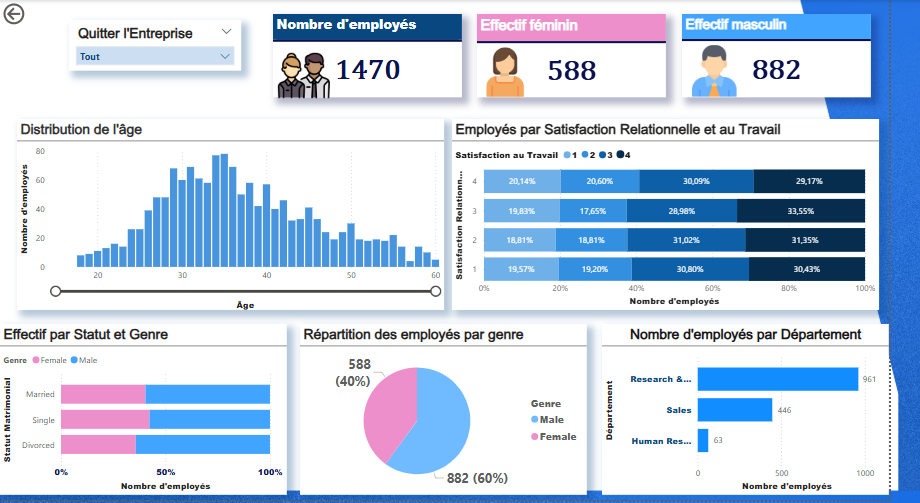 Quitter l'Entreprise
Tout
Nombre d'employés
1470
Effectif féminin
588
Effectif masculin
882
Distribution de l'âge
Nombre d'employés
80
60
40
20
0
20 30 40 50 60
Âge
Employés par Satisfaction Relationnelle et au Travail
Satisfaction au Travail 1 2 3 4
Satisfaction Relationn...
4 20,14% 20,60% 30,09% 29,17%
3 19,83% 17,65% 28,98% 33,55%
2 18,81% 18,81% 31,02% 31,35%
1 19,57% 19,20% 30,80% 30,43%
0% 20% 40% 60% 80% 100%
Nombre d'employés
Effectif par Statut et Genre
Genre Female Male
Statut Matrimonial
Married
Single
Divorced
0% 50% 100%
Nombre d'employés
Répartition des employés par genre
588
(40%)
882 (60%)
Genre
Male
Female
Nombre d'employés par Département
Département
Research &... 961
Sales 446
Human Res... 63
0 500 1000
Nombre d'employés